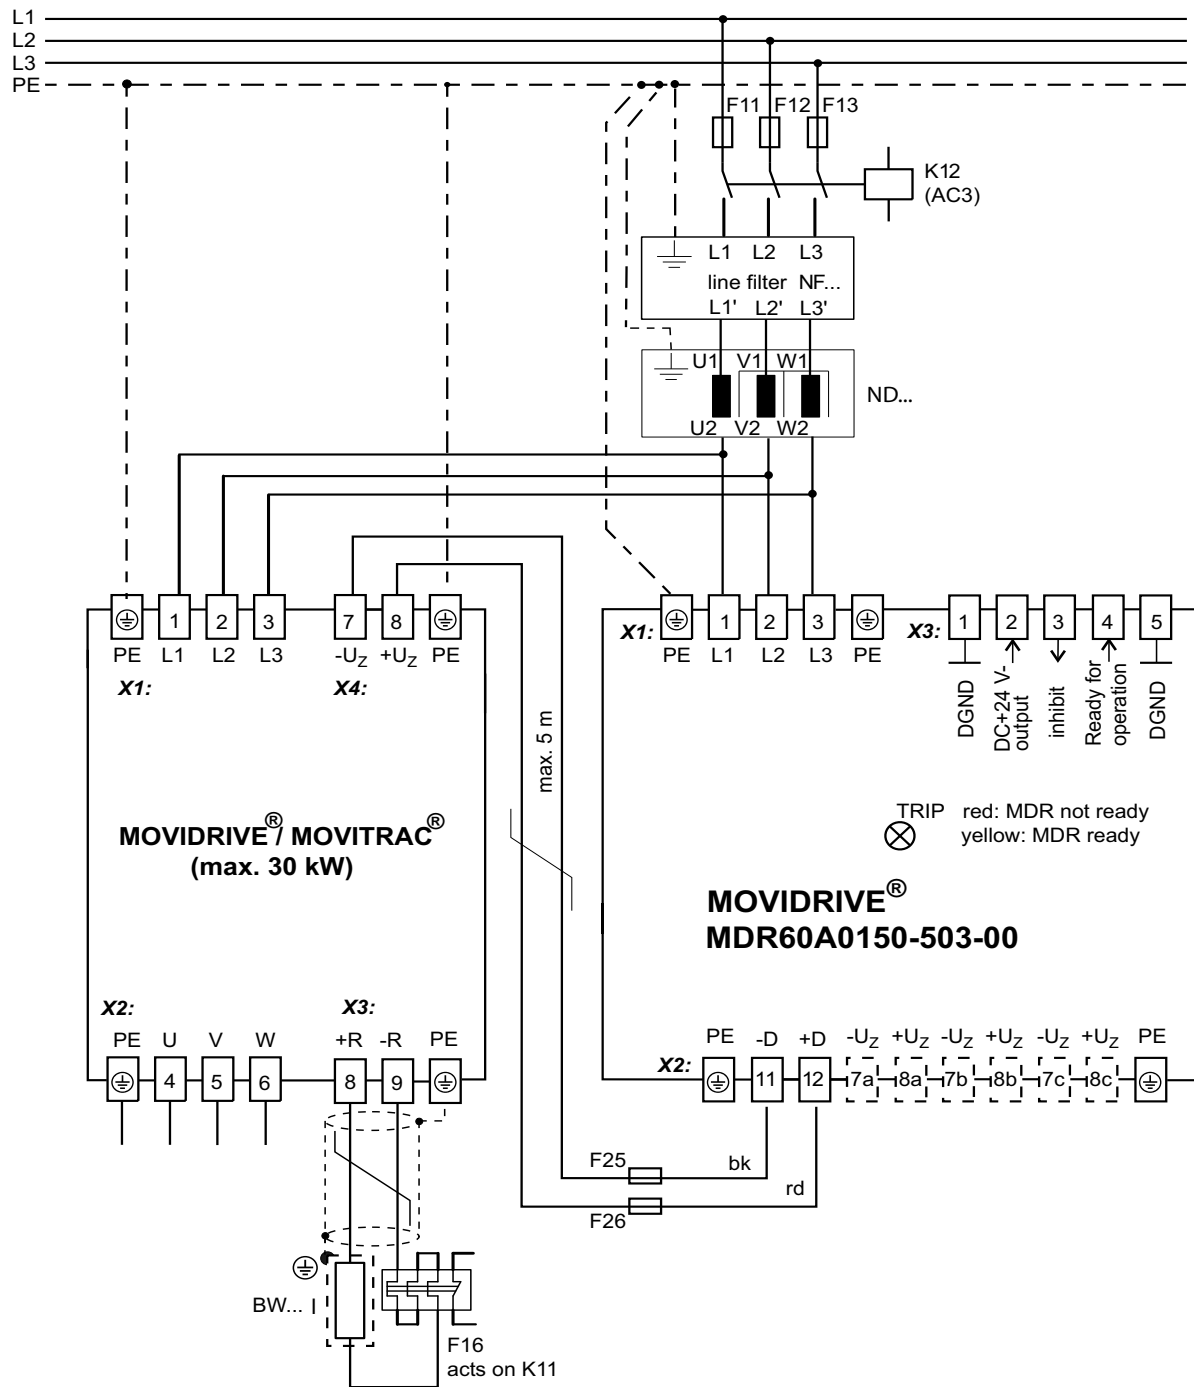 L1
L2
L3
PE
F11 F12 F13
K12
(AC3)
L1 L2 L3
line filter NF...
L1' L2' L3'
U1 V1 W1
ND...
U2 V2 W2
1 2 3 7 8
PE L1 L2 L3 -UZ +UZ PE
X1: X4:
X1: 1 2 3
PE L1 L2 L3 PE
X3: 1 2 3 4 5
DGND
DC+24 V-
output
inhibit
Ready for
operation
DGND
max. 5 m
MOVIDRIVE® / MOVITRAC®
(max. 30 kW)
TRIP red: MDR not ready
yellow: MDR ready
MOVIDRIVE®
MDR60A0150-503-00
X2: X3:
PE U V W +R -R PE
4 5 6 8 9
PE -D +D -UZ +UZ -UZ +UZ -UZ +UZ PE
X2: 11 12 7a 8a 7b 8b 7c 8c
F25 bk
F26 rd
BW...
F16
acts on K11